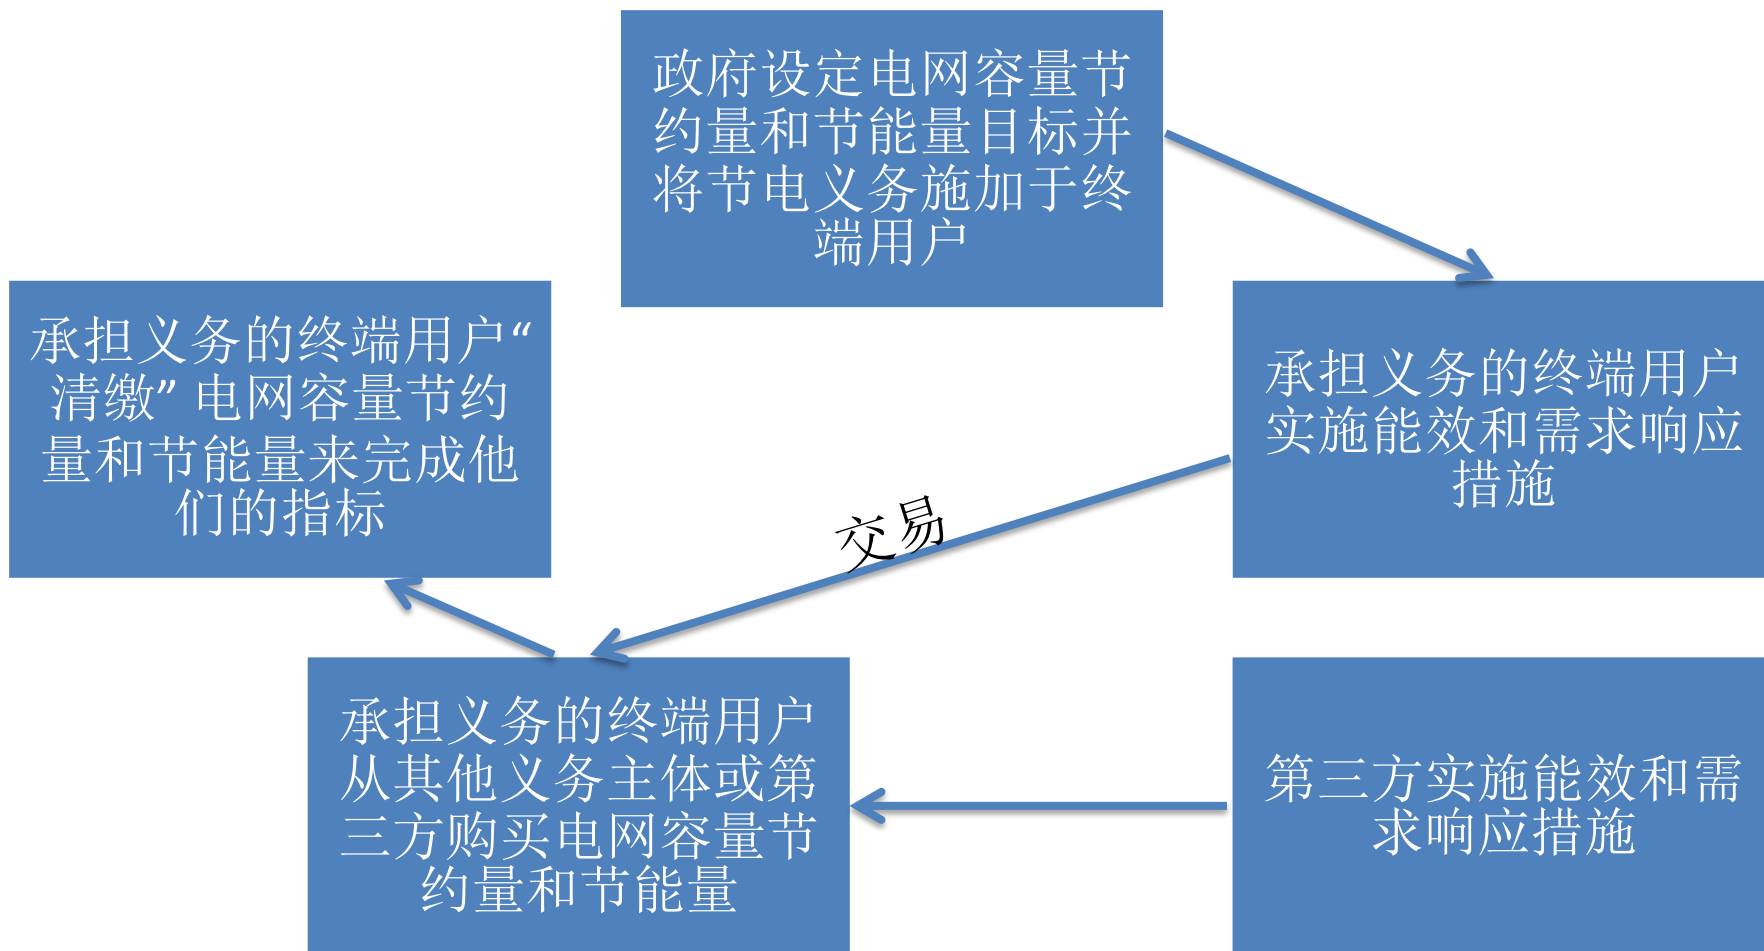 政府设定电网容量节
约量和节能量目标并
将节电义务施加于终
端用户
承担义务的终端用户“
清缴” 电网容量节约
量和节能量来完成他
们的指标
承担义务的终端用户
实施能效和需求响应
措施
交易
承担义务的终端用户
从其他义务主体或第
三方购买电网容量节
约量和节能量
第三方实施能效和需
求响应措施